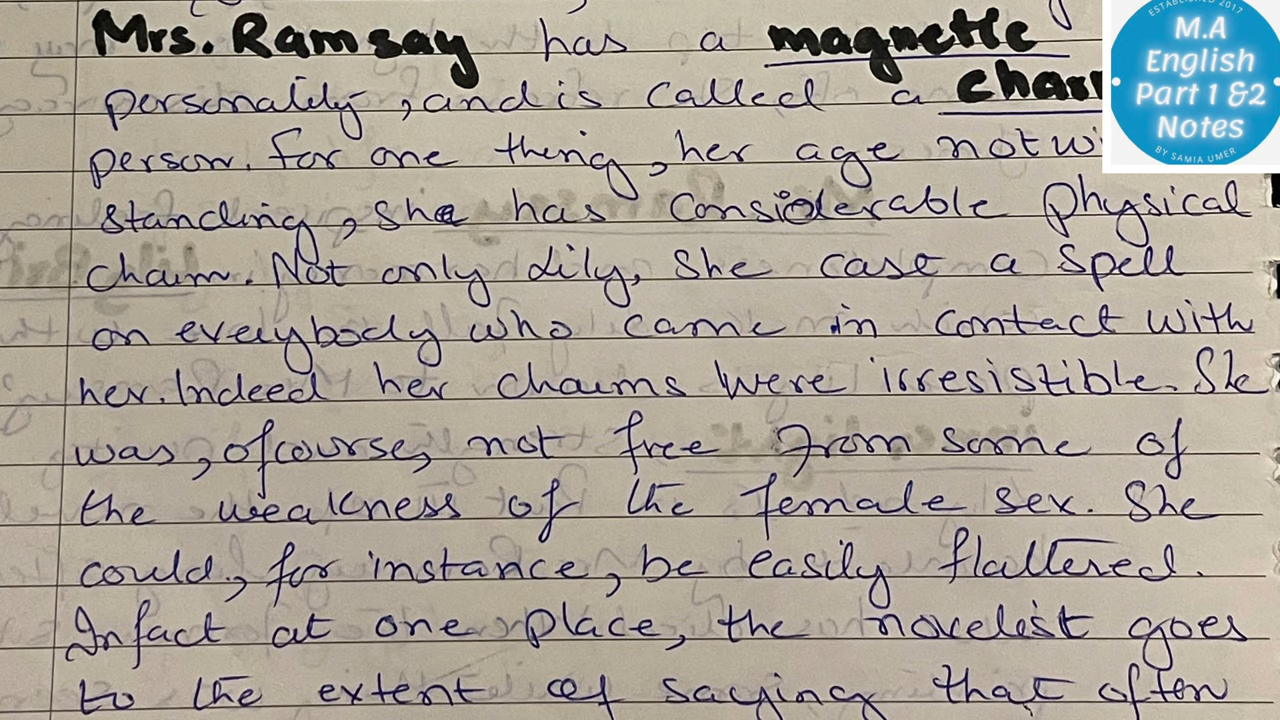 Mrs. Ramsay has a magnetic
personality, and is called a
person. For one thing, her age
standing, she has considerable physical
charm. Not only Lily, she case a spell
on everybody who came in contact with
her. Indeed her charms were irresistible. She
was, ofcourse, not free from some of
the weakness of the female sex. She
could, for instance, be easily flattered.
Infact at one place, the novelist goes
to the extent of saying that often
ESTABLISHED 2017
M.A
English
Part 1 &2
Notes
BY SAMIA UMER